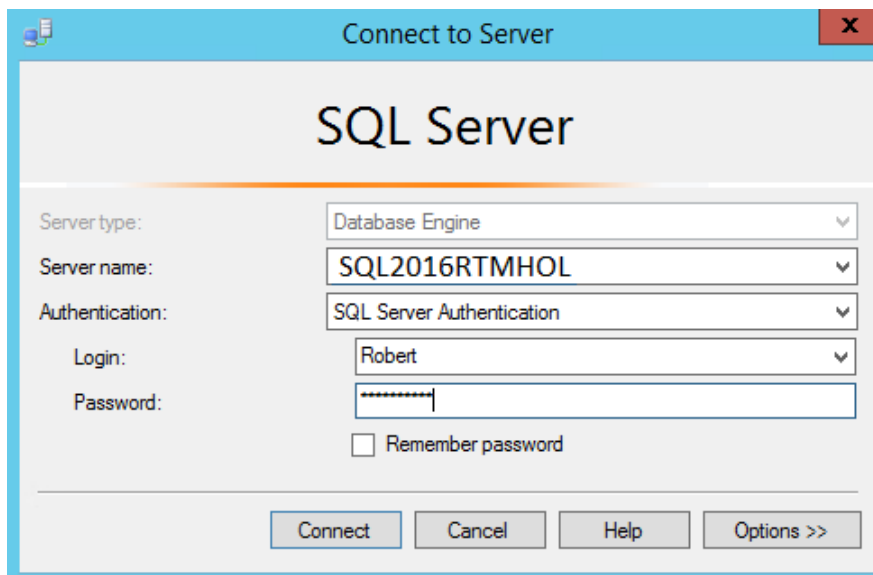 Connect to Server
x
SQL Server
Server type: Database Engine
Server name: SQL2016RTMHOL
Authentication: SQL Server Authentication
Login: Robert
Password: **********
Remember password
Connect Cancel Help Options >>